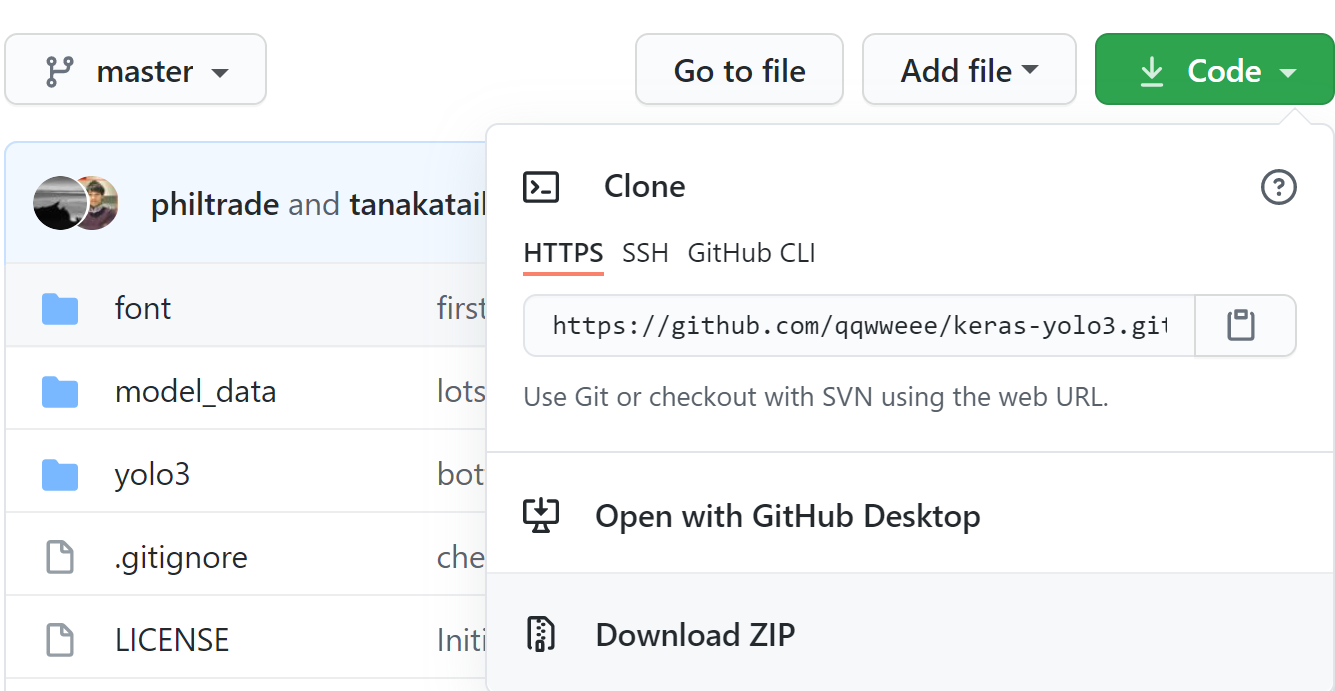 master
Go to file
Add file
Code
philtrade and tanakatail
Clone
HTTPS SSH GitHub CLI
https://github.com/qqwweee/keras-yolo3.git
Use Git or checkout with SVN using the web URL.
Open with GitHub Desktop
Download ZIP
font first
model_data lots
yolo3 bot
.gitignore che
LICENSE Initi